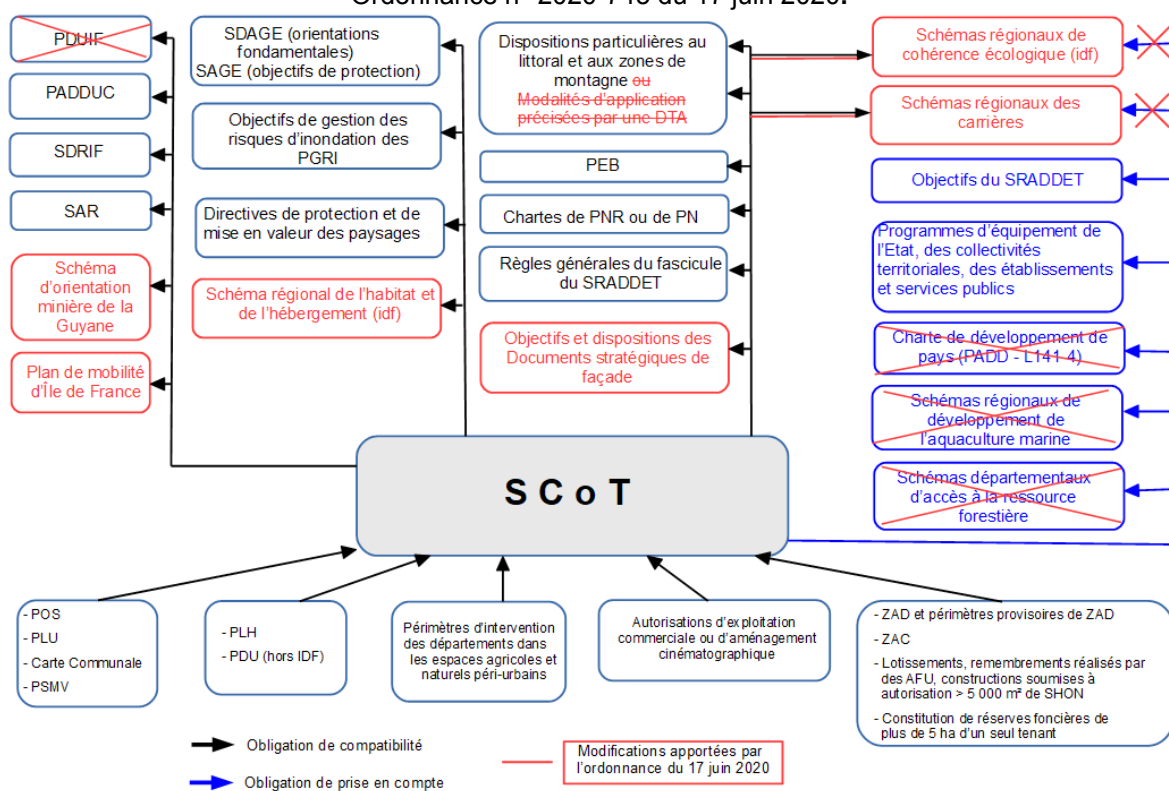 Ordonnance n° 2020-745 du 17 juin 2020.
PDUIF
PADDUC
SDRIF
SAR
Schéma
d'orientation
minière de la
Guyane
Plan de mobilité
d'Île de France
SDAGE (orientations
fondamentales)
SAGE (objectifs de protection)
Objectifs de gestion des
risques d'inondation des
PGRI
Directives de protection et de
mise en valeur des paysages
Schéma régional de l'habitat et
de l'hébergement (idf)
Dispositions particulières au
littoral et aux zones de
montagne ou
Modalités d'application
précisées par une DTA
PEB
Chartes de PNR ou de PN
Règles générales du fascicule
du SRADDET
Objectifs et dispositions des
Documents stratégiques de
façade
Schémas régionaux de
cohérence écologique (idf)
Schémas régionaux des
carrières
Objectifs du SRADDET
Programmes d'équipement de
l'Etat, des collectivités
territoriales, des établissements
et services publics
Charte de développement de
pays (PADD - L141-4)
Schémas régionaux de
développement de
l'aquaculture marine
Schémas départementaux
d'accès à la ressource
forestière
SCoT
- POS
- PLU
- Carte Communale
- PSMV
- PLH
- PDU (hors IDF)
Périmètres d'intervention
des départements dans
les espaces agricoles et
naturels péri-urbains
Autorisations d'exploitation
commerciale ou d'aménagement
cinématographique
- ZAD et périmètres provisoires de ZAD
- ZAC
- Lotissements, remembrements réalisés par
des AFU, constructions soumises à
autorisation > 5 000 m² de SHON
- Constitution de réserves foncières de
plus de 5 ha d'un seul tenant
Obligation de compatibilité
Obligation de prise en compte
Modifications apportées par
l'ordonnance du 17 juin 2020